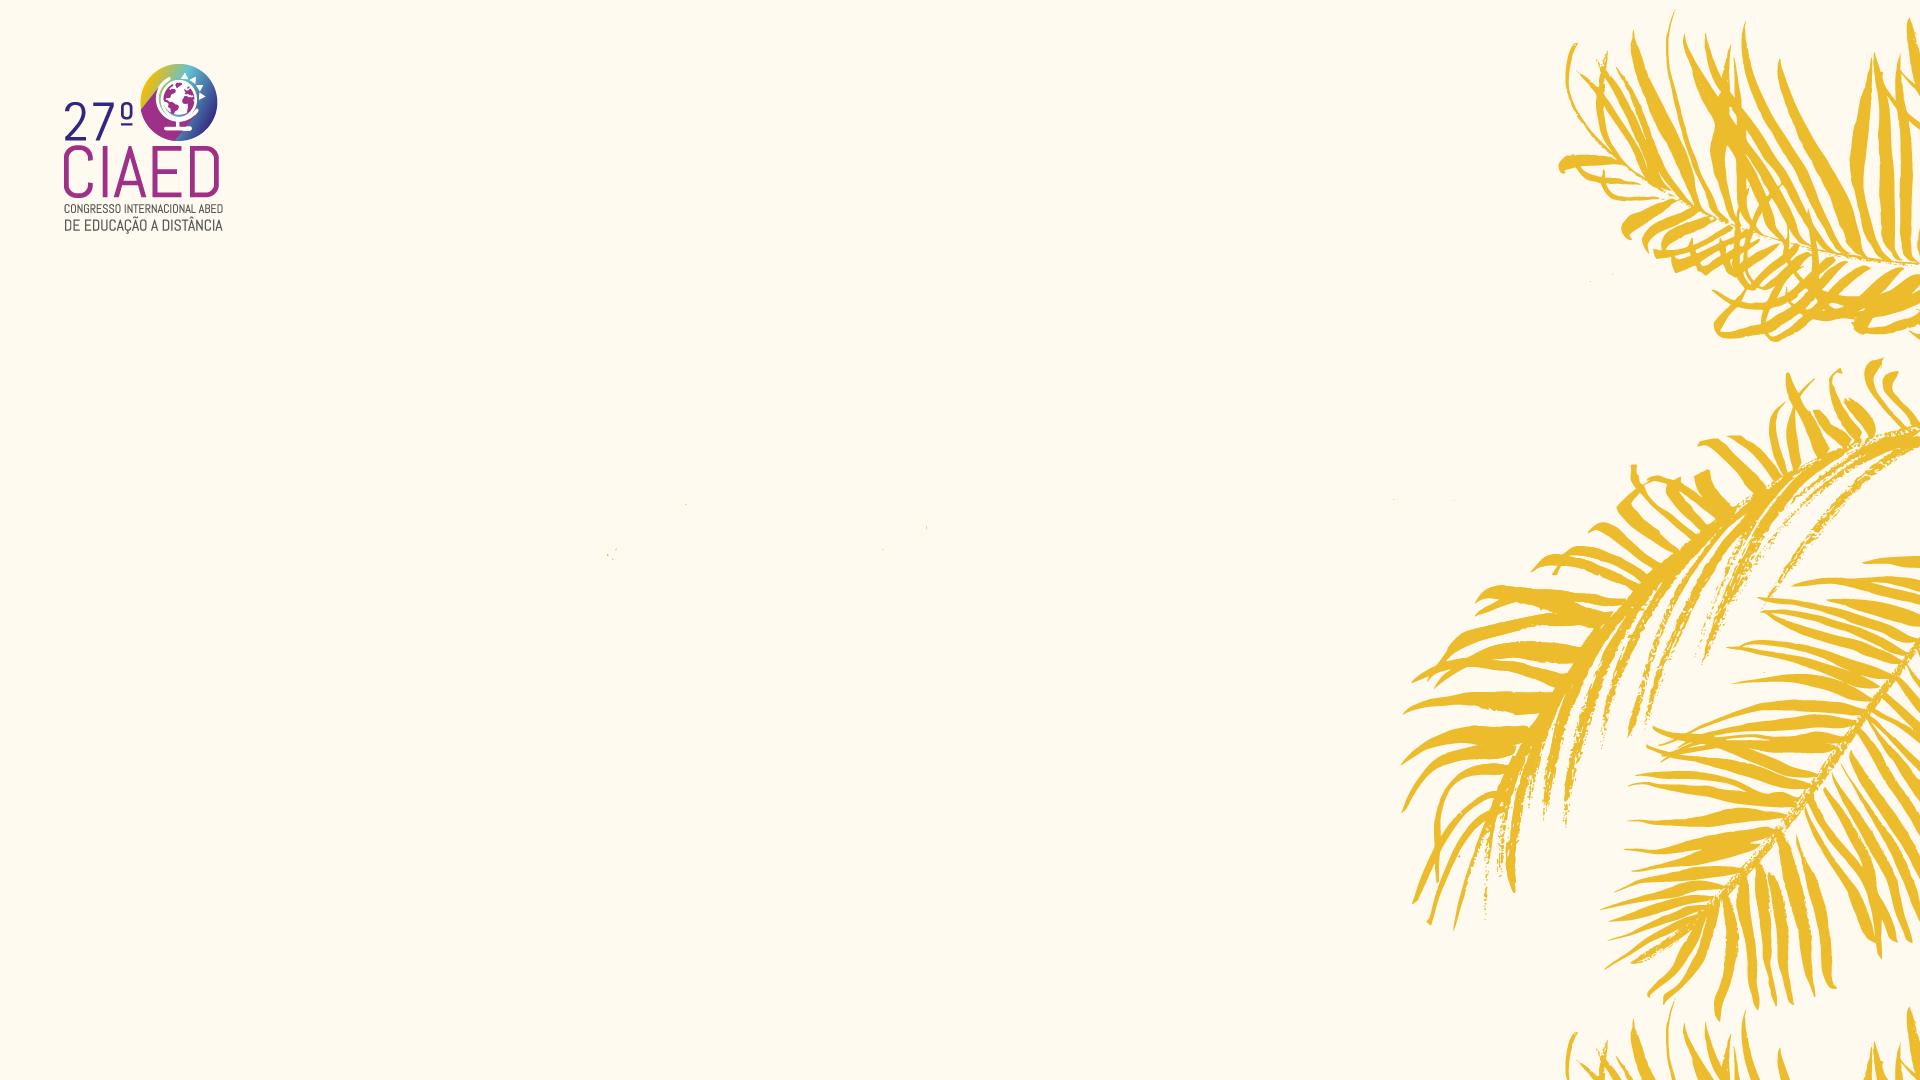 27º
CIAED
CONGRESSO INTERNACIONAL ABED
DE EDUCAÇÃO A DISTÂNCIA